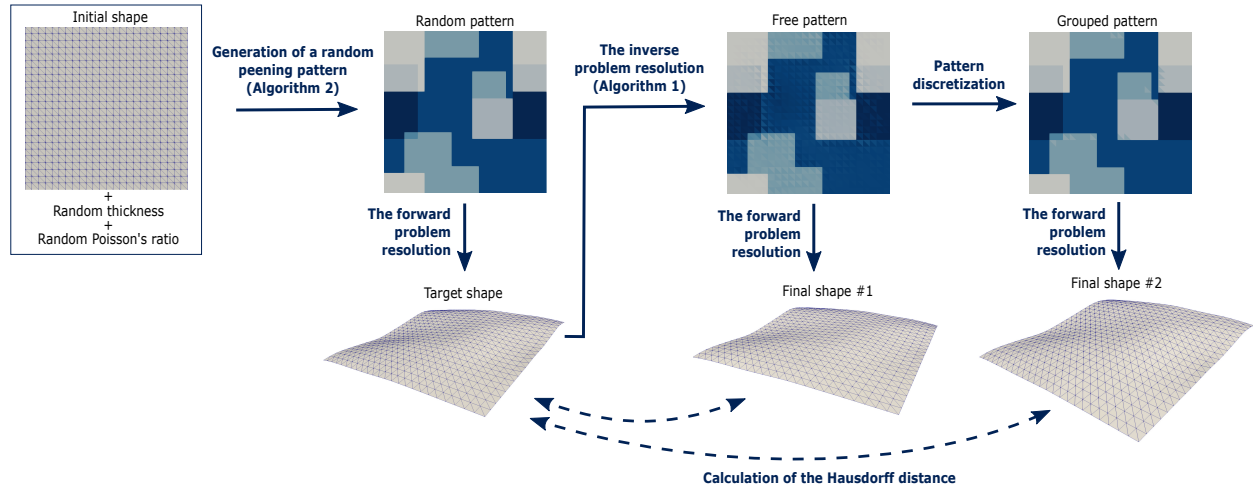 Initial shape
+
Random thickness
+
Random Poisson's ratio
Generation of a random
peening pattern
(Algorithm 2)
Random pattern
The inverse
problem resolution
(Algorithm 1)
Free pattern
Pattern
discretization
Grouped pattern
The forward
problem
resolution
The forward
problem
resolution
The forward
problem
resolution
Target shape
Final shape #1
Final shape #2
Calculation of the Hausdorff distance